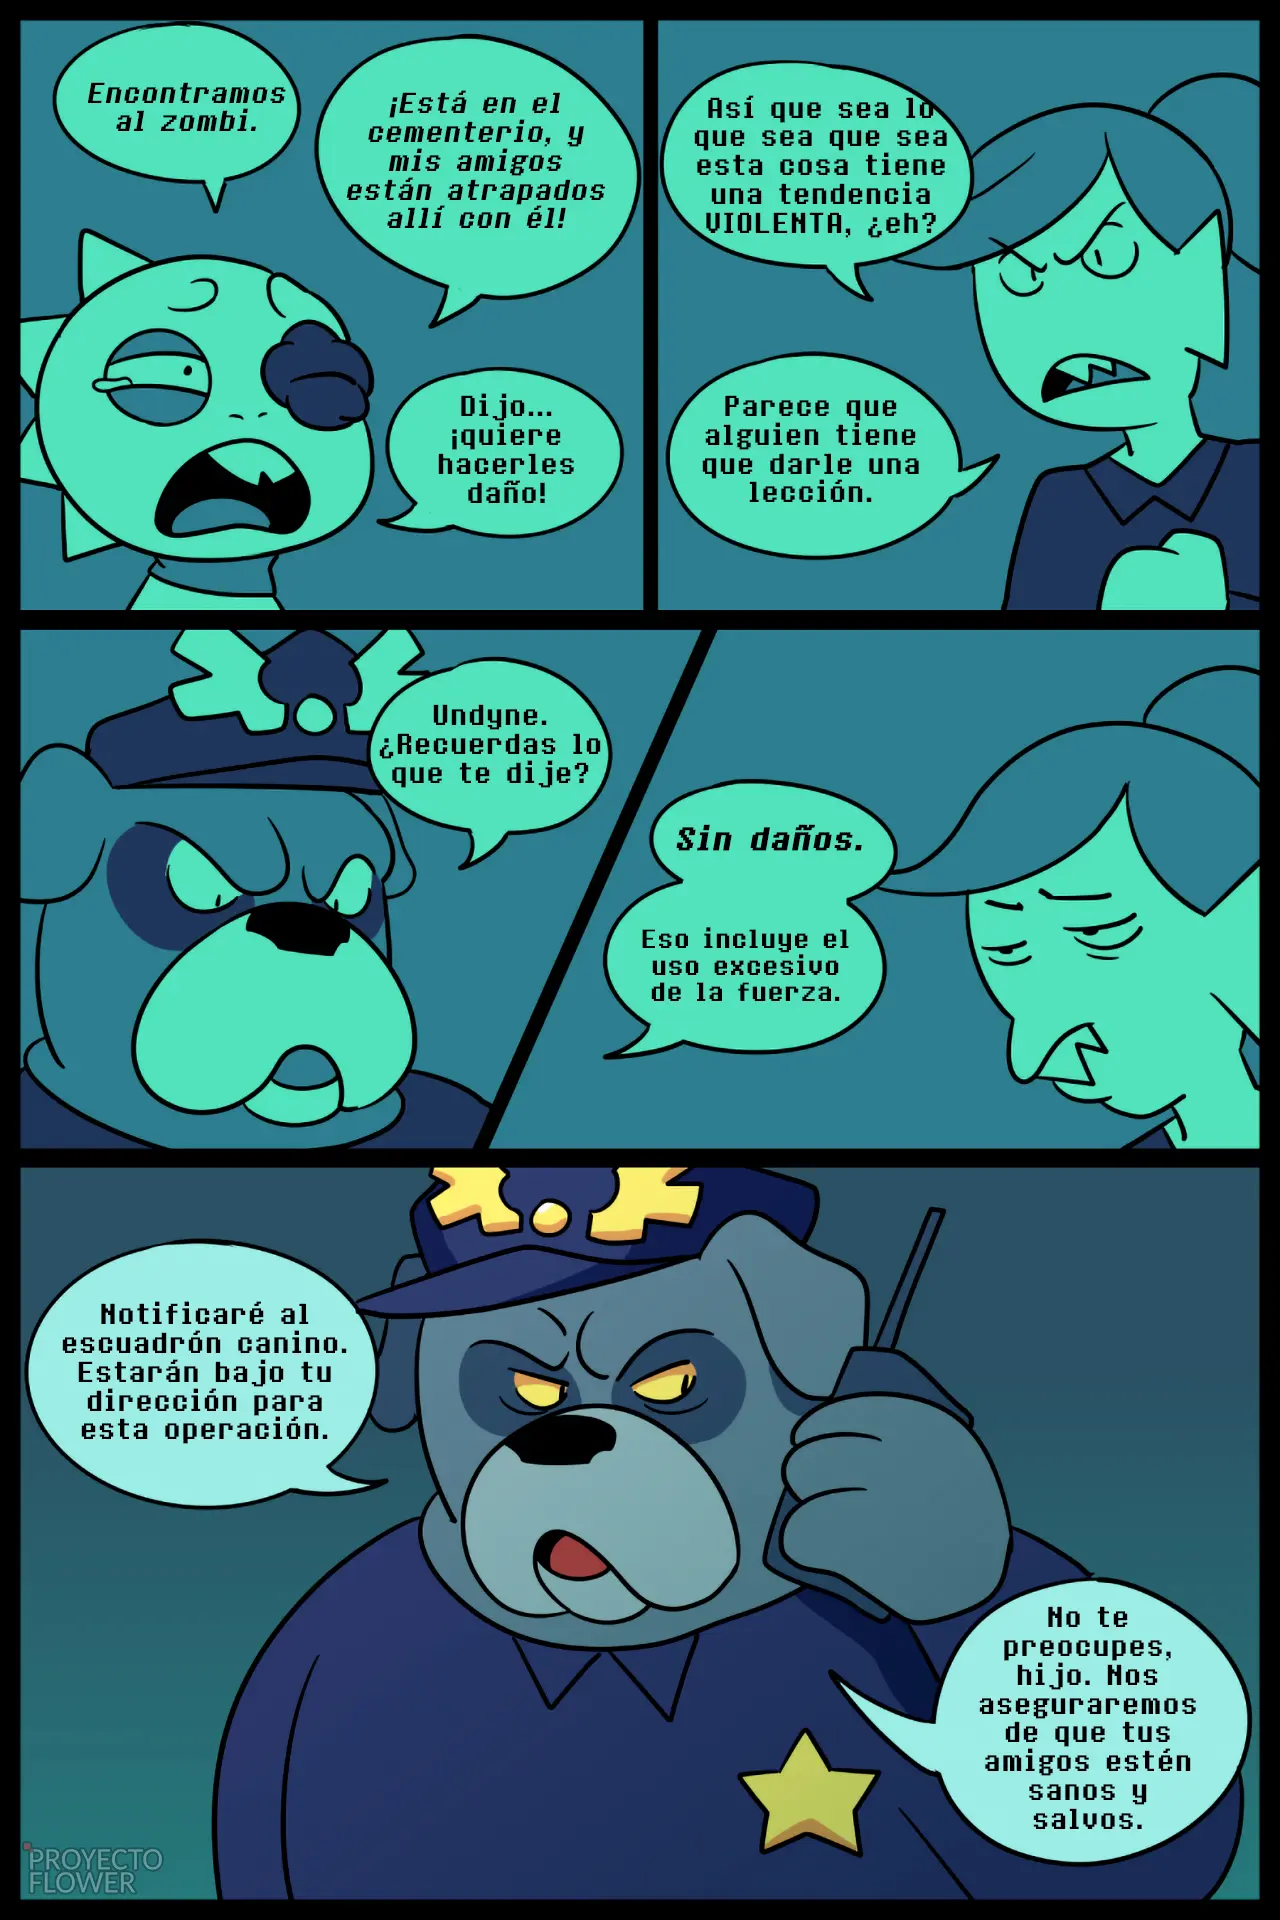 Encontramos
al zombi.
¡Está en el
cementerio, y
mis amigos
están atrapados
allí con él!
Dijo...
¡quiere
hacerles
daño!
Así que sea lo
que sea que sea
esta cosa tiene
una tendencia
VIOLENTA, ¿eh?
Parece que
alguien tiene
que darle una
lección.
Undyne.
¿Recuerdas lo
que te dije?
Sin daños.
Eso incluye el
uso excesivo
de la fuerza.
Notificaré al
escuadrón canino.
Estarán bajo tu
dirección para
esta operación.
No te
preocupes,
hijo. Nos
aseguraremos
de que tus
amigos estén
sanos y
salvos.
PROYECTO
FLOWER